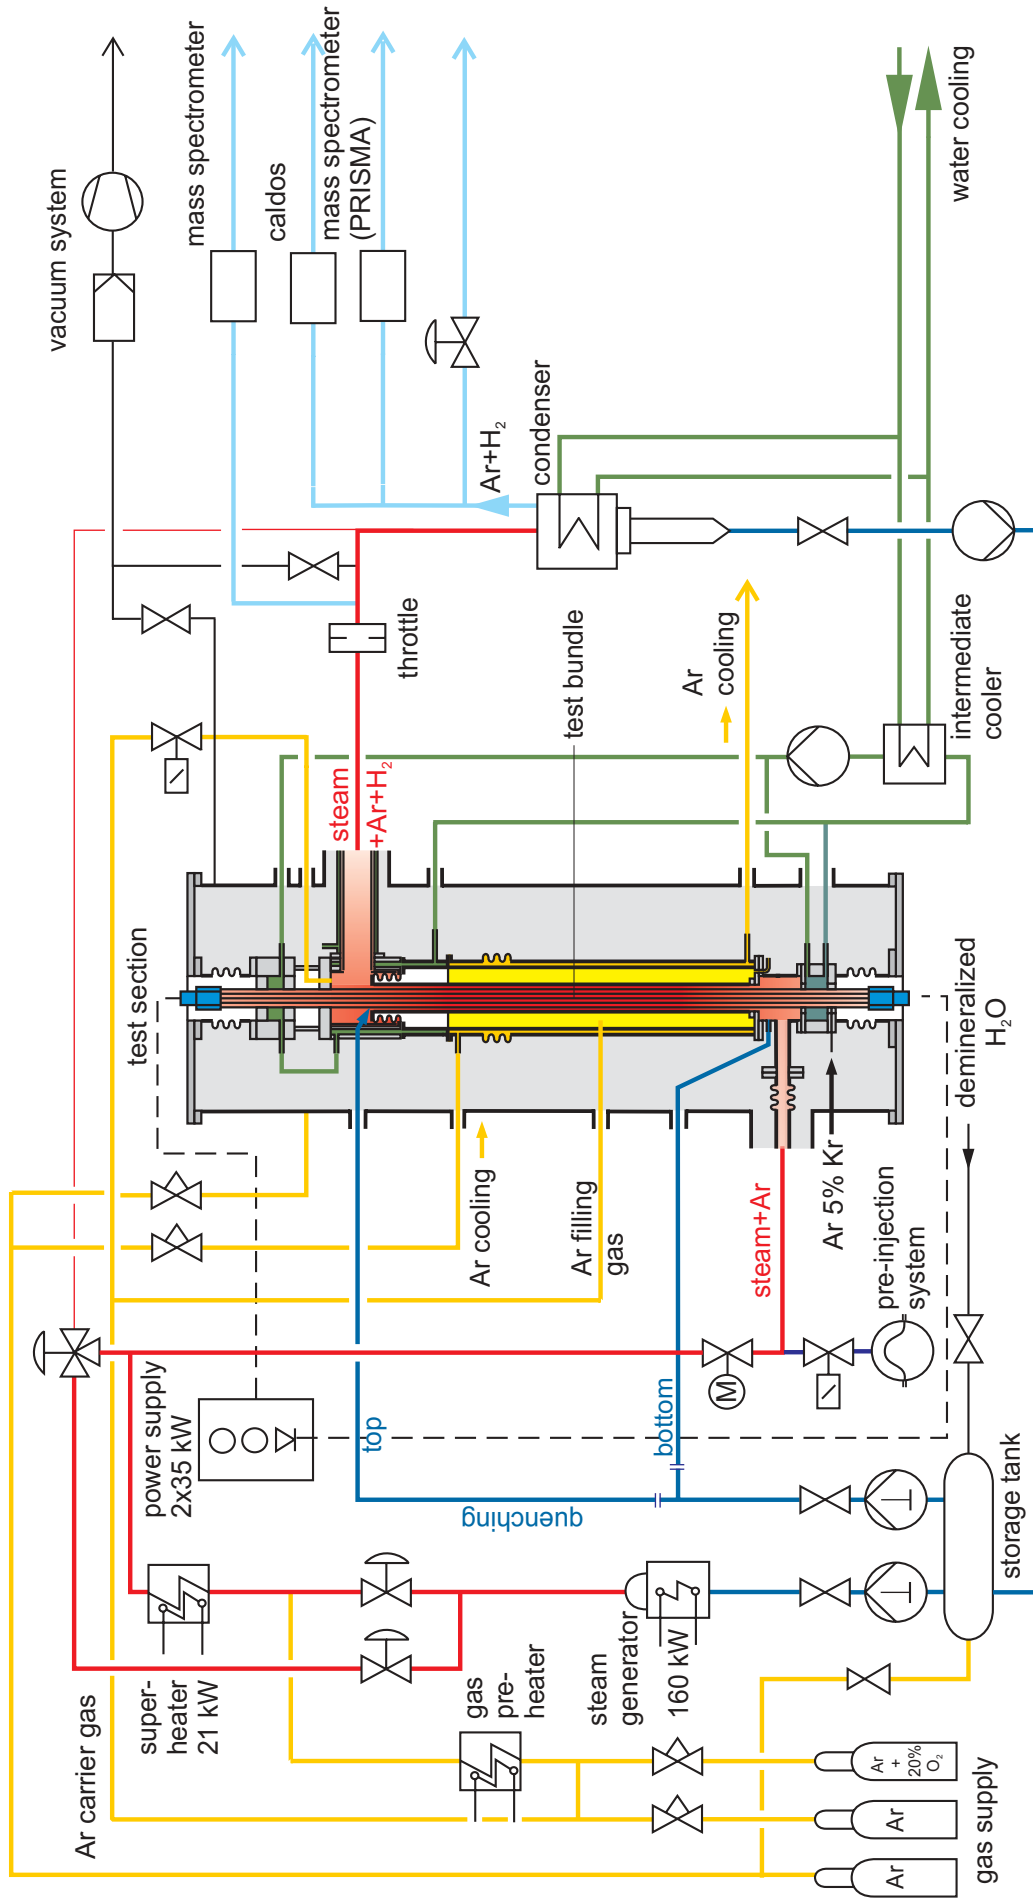 vacuum system
mass spectrometer
caldos
mass spectrometer
(PRISMA)
water cooling
Ar+H₂
condenser
throttle
Ar
cooling
intermediate
cooler
test bundle
steam
+Ar+H₂
test section
demineralized
H₂O
Ar cooling
Ar filling
gas
steam+Ar
Ar 5% Kr
pre-injection
system
M
power supply
2x35 kW
top
bottom
quenching
storage tank
super-
heater
21 kW
gas
pre-
heater
steam
generator
160 kW
Ar carrier gas
Ar
+
20%
O₂
Ar
Ar
gas supply